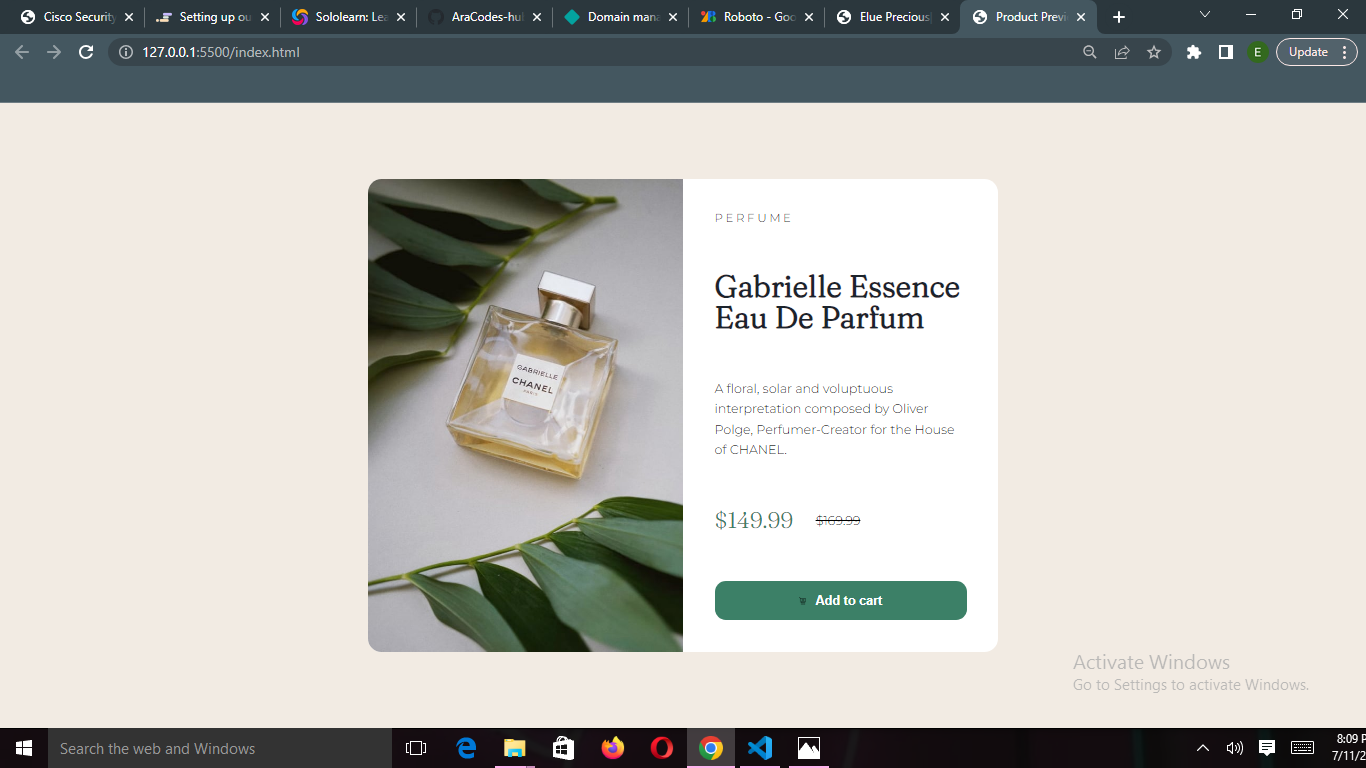 Cisco Security
Setting up ou
Sololearn: Lea
AraCodes-hul
Domain mana
Roboto - Goo
Elue Precious|
Product Previ
127.0.0.1:5500/index.html
E
Update
PERFUME
Gabrielle Essence
Eau De Parfum
A floral, solar and voluptuous
interpretation composed by Oliver
Polge, Perfumer-Creator for the House
of CHANEL.
$149.99 $169.99
Add to cart
GABRIELLE
CHANEL
PARIS
Activate Windows
Go to Settings to activate Windows.
Search the web and Windows
8:09 P
7/11/2